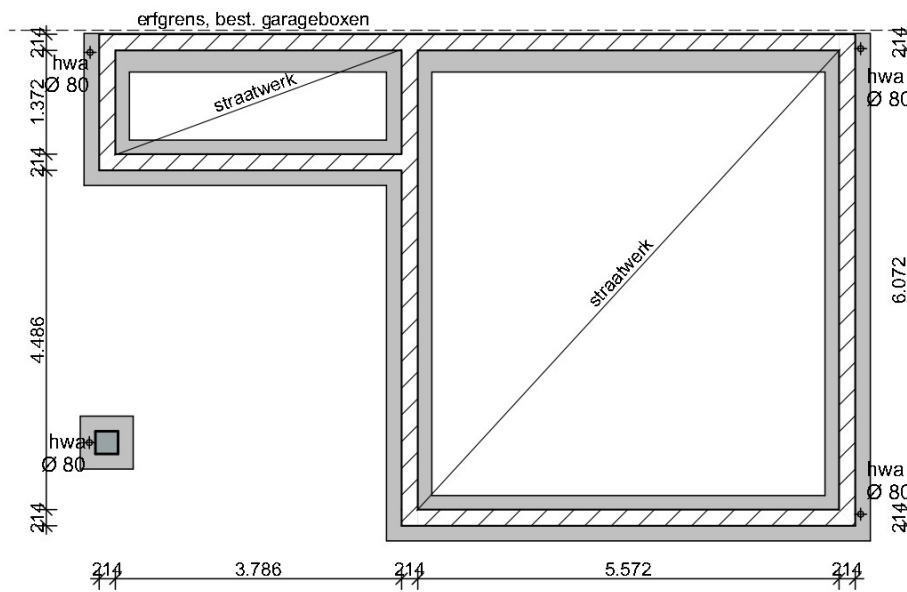 erfgrens, best. garageboxen
214
hwa
Ø 80
1.372
214
straatwerk
214
hwa
Ø 80
straatwerk
6.072
4.486
hwa
Ø 80
214
hwa
Ø 80
214
214
3.786
214
5.572
214